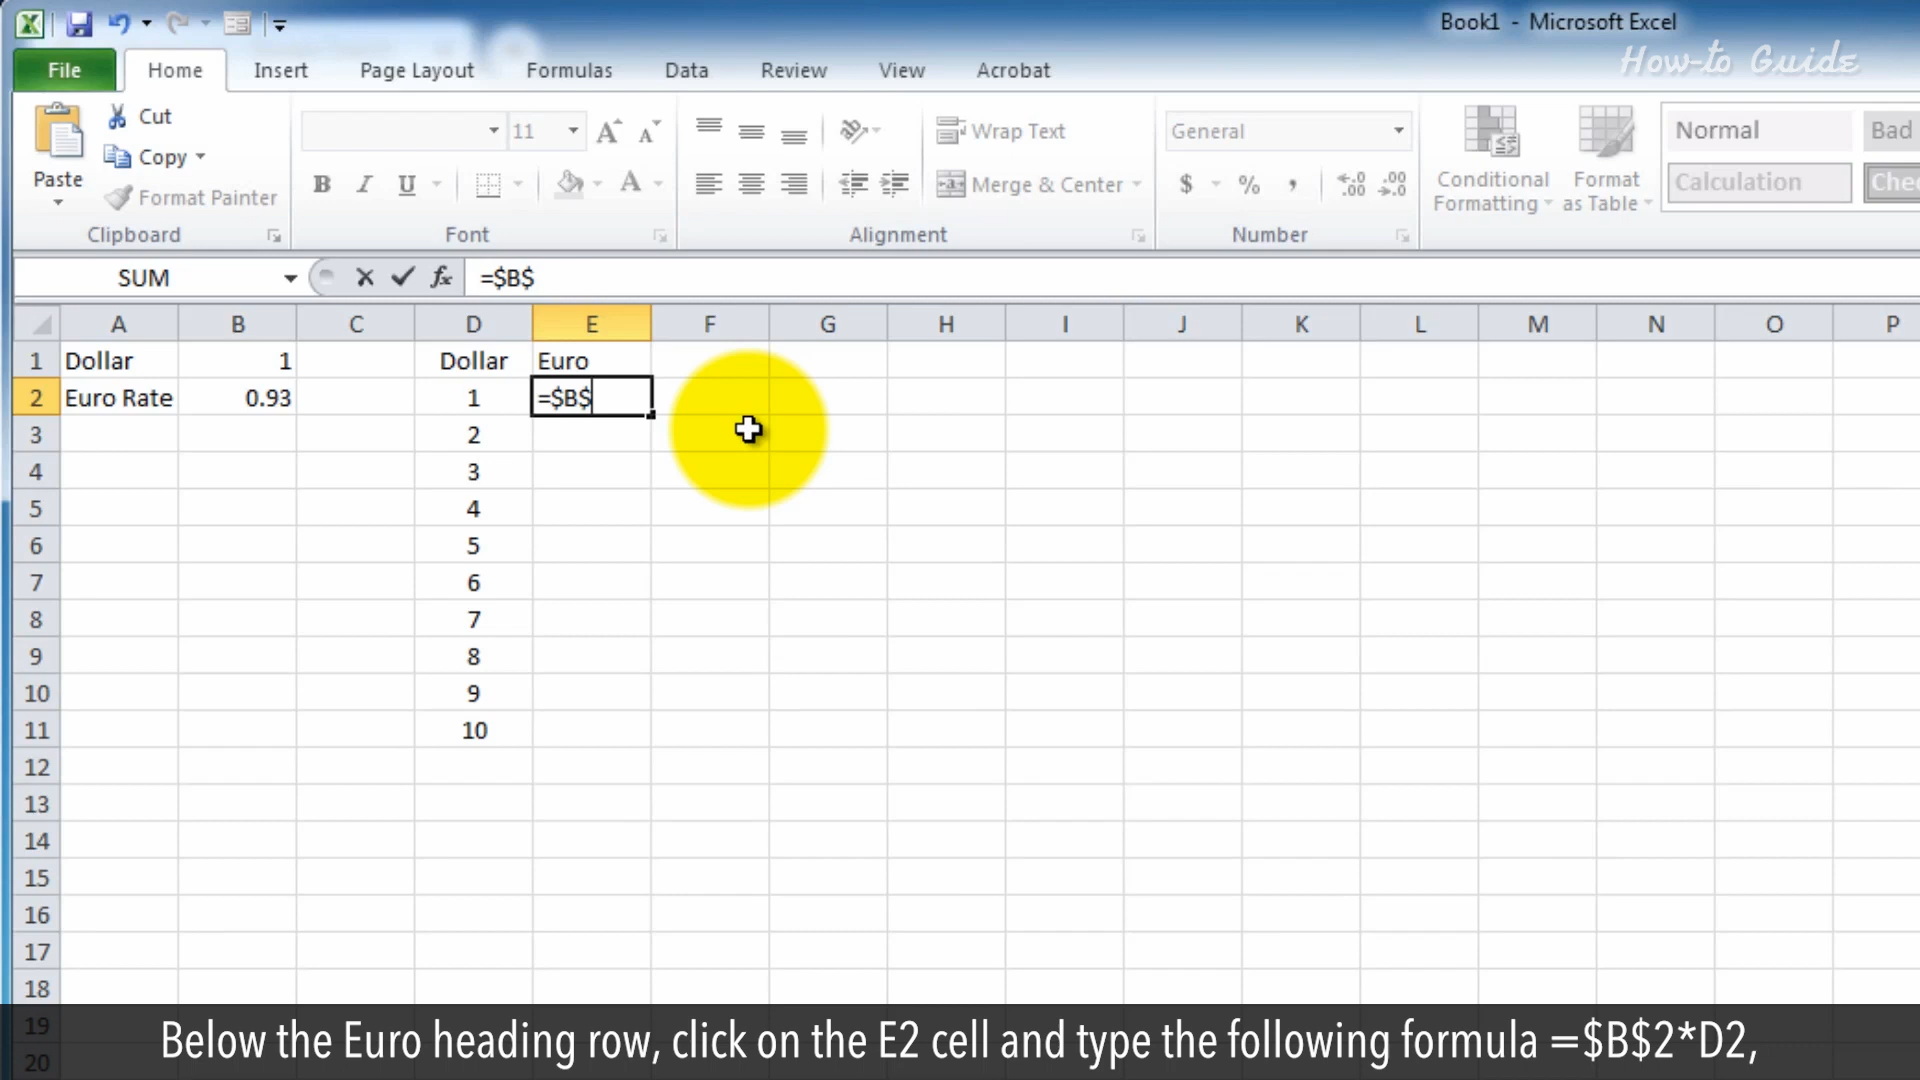 Book1 - Microsoft Excel
How-to Guide
File Home Insert Page Layout Formulas Data Review View Acrobat
Paste
Cut
Copy
Format Painter
Clipboard
11
B I U A
Font
Wrap Text
Merge & Center
Alignment
General
$ % ,
Number
Conditional Formatting
Format as Table
Normal Bad
Calculation Chec
SUM fx =$B$
A B C D E F G H I J K L M N O P
1 Dollar 1 Dollar Euro
2 Euro Rate 0.93 1 =$B$
3 2
4 3
5 4
6 5
7 6
8 7
9 8
10 9
11 10
12
13
14
15
16
17
18
19
20
Below the Euro heading row, click on the E2 cell and type the following formula =$B$2*D2,